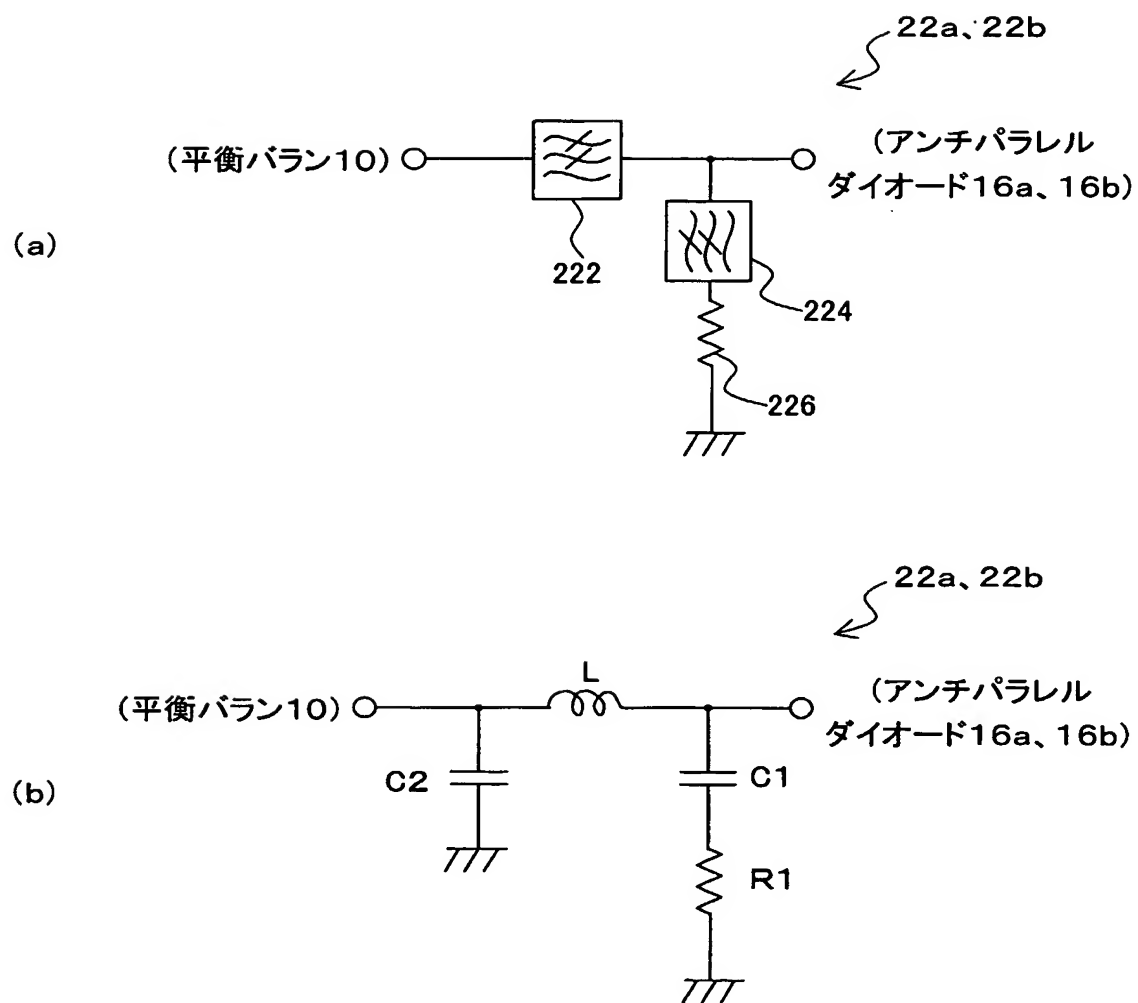 22a、22b
(平衡バラン10)
(アンチパラレル
ダイオード16a、16b)
(a)
222
224
226
22a、22b
L
(平衡バラン10)
(アンチパラレル
ダイオード16a、16b)
C2
C1
(b)
R1